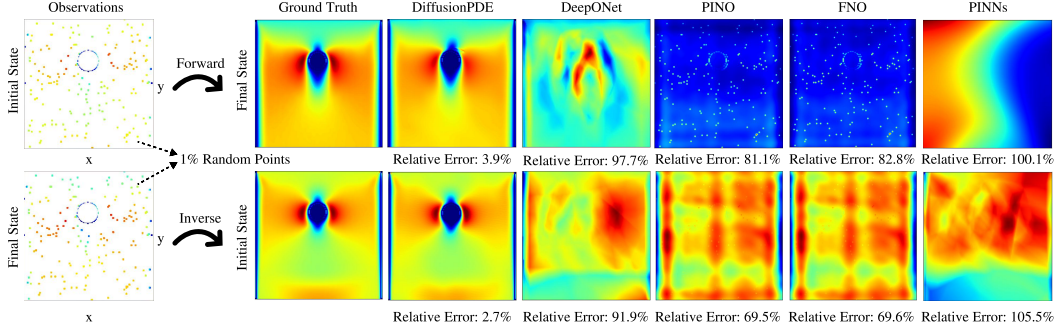 Observations
Ground Truth
DiffusionPDE
DeepONet
PINO
FNO
PINNs
Initial State
x
y
Forward
Final State
1% Random Points
Relative Error: 3.9%
Relative Error: 97.7%
Relative Error: 81.1%
Relative Error: 82.8%
Relative Error: 100.1%
Final State
x
y
Inverse
Initial State
Relative Error: 2.7%
Relative Error: 91.9%
Relative Error: 69.5%
Relative Error: 69.6%
Relative Error: 105.5%